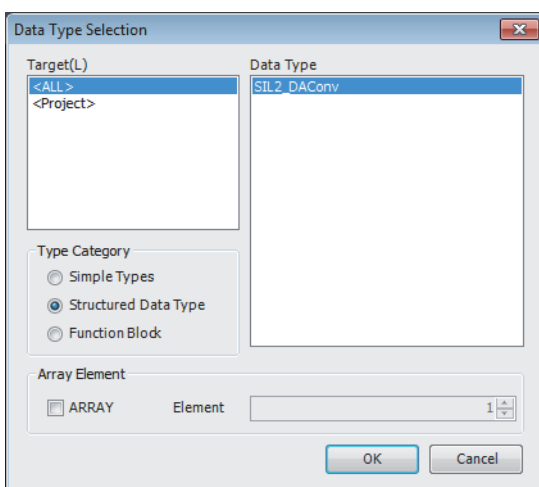 Data Type Selection
Target(L)
<ALL>
<Project>
Data Type
SIL2_DAConv
Type Category
Simple Types
Structured Data Type
Function Block
Array Element
ARRAY
Element
1
OK
Cancel